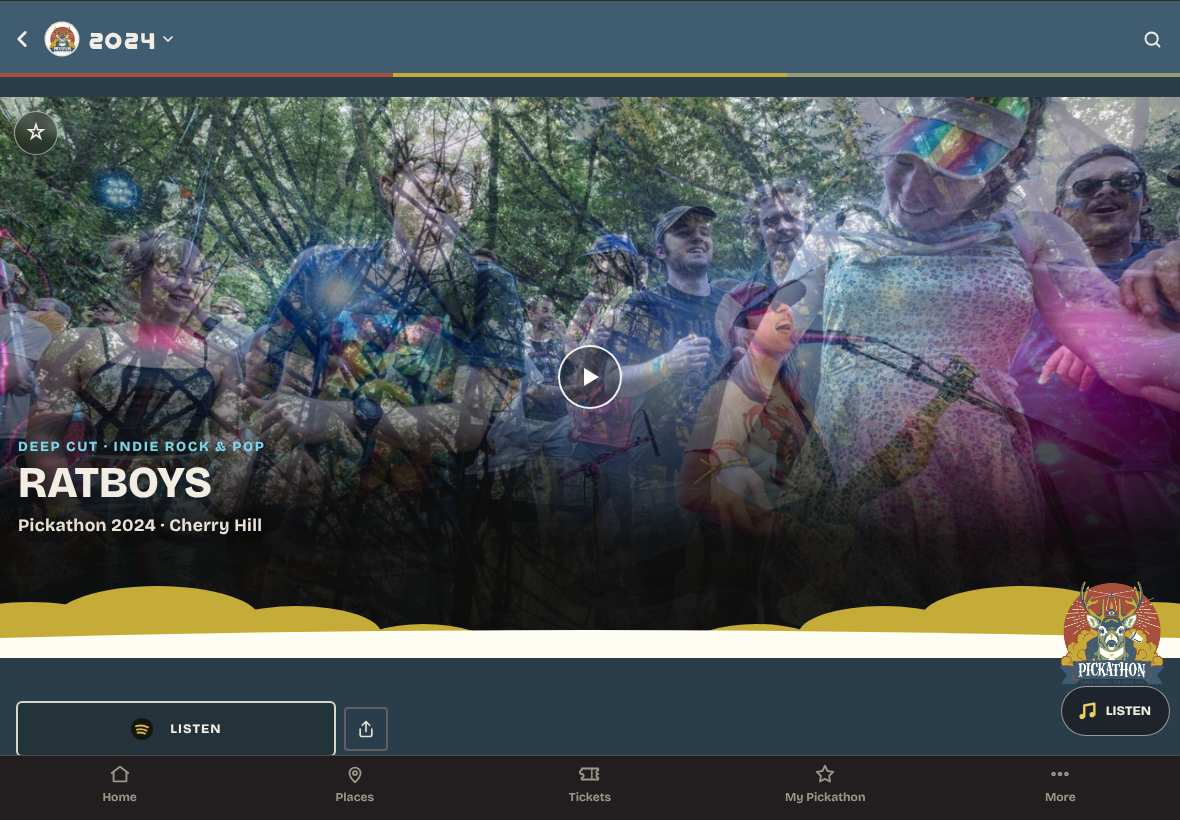 2024
DEEP CUT · INDIE ROCK & POP
RATBOYS
Pickathon 2024 · Cherry Hill
PICKATHON
LISTEN
LISTEN
Home
Places
Tickets
My Pickathon
More